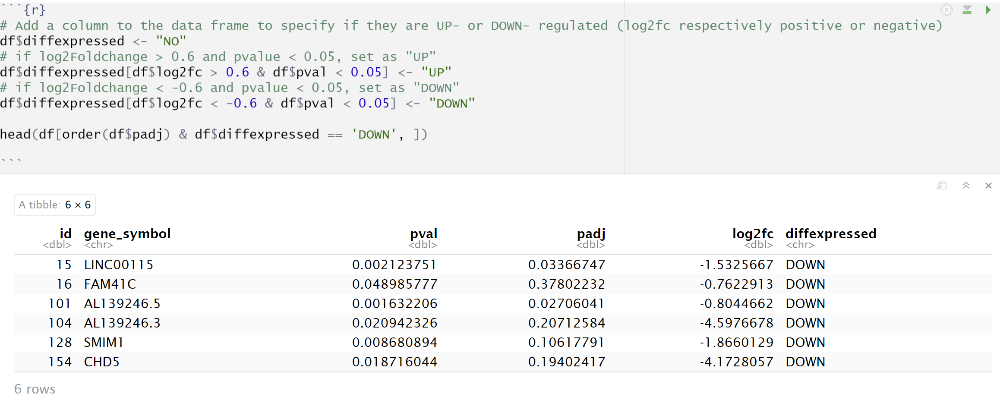 ```{r}
# Add a column to the data frame to specify if they are UP- or DOWN- regulated (log2fc respectively positive or negative)
df$diffexpressed <- "NO"
# if log2Foldchange > 0.6 and pvalue < 0.05, set as "UP"
df$diffexpressed[df$log2fc > 0.6 & df$pval < 0.05] <- "UP"
# if log2Foldchange < -0.6 and pvalue < 0.05, set as "DOWN"
df$diffexpressed[df$log2fc < -0.6 & df$pval < 0.05] <- "DOWN"
head(df[order(df$padj) & df$diffexpressed == 'DOWN', ])
```
A tibble: 6 × 6
id gene_symbol pval padj log2fc diffexpressed
<dbl> <chr> <dbl> <dbl> <dbl> <chr>
15 LINC00115 0.002123751 0.03366747 -1.5325667 DOWN
16 FAM41C 0.048985777 0.37802232 -0.7622913 DOWN
101 AL139246.5 0.001632206 0.02706041 -0.8044662 DOWN
104 AL139246.3 0.020942326 0.20712584 -4.5976678 DOWN
128 SMIM1 0.008680894 0.10617791 -1.8660129 DOWN
154 CHD5 0.018716044 0.19402417 -4.1728057 DOWN
6 rows